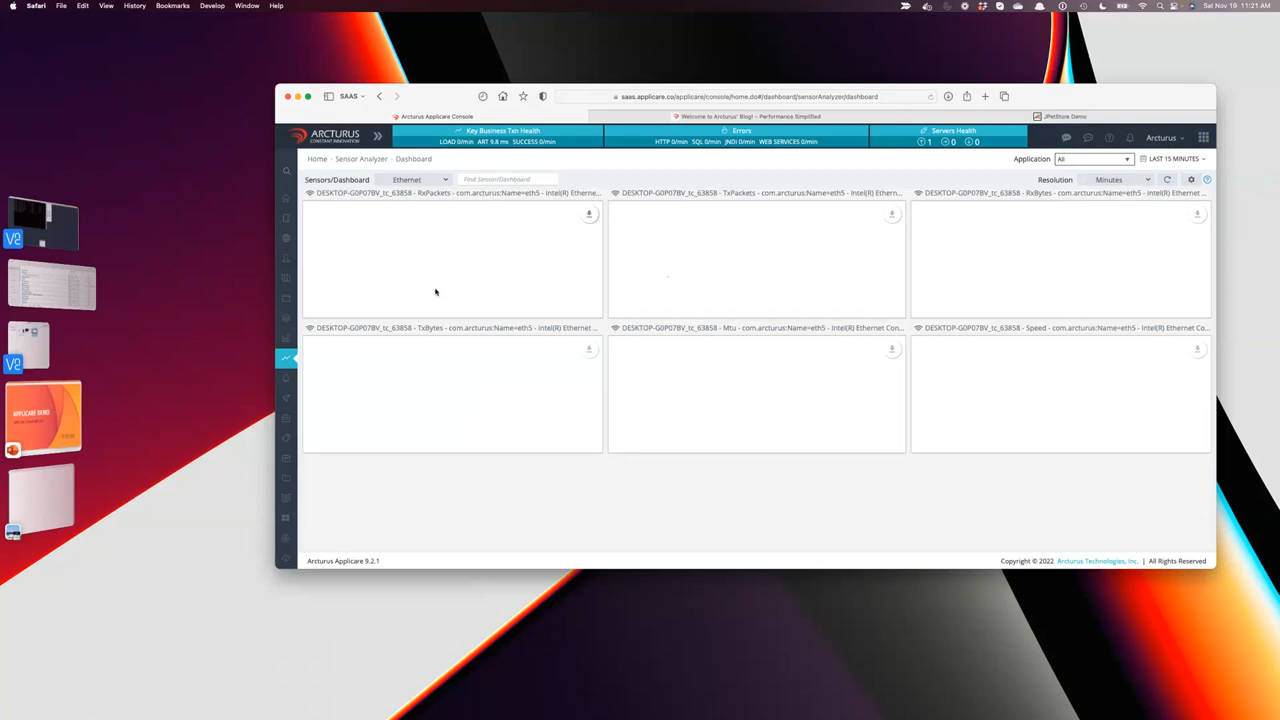 Safari File Edit View History Bookmarks Develop Window Help
Sat Nov 19 11:21 AM
SAAS
saas.applicare.co/applicare/console/home.do#/dashboard/sensorAnalyzer/dashboard
Arcturus Applicare Console
Welcome to Arcturus' Blog! – Performance Simplified
JPetStore Demo
ARCTURUS
CONSTANT INNOVATION
Key Business Txn Health
LOAD 0/min ART 9.8 ms SUCCESS 0/min
Errors
HTTP 0/min SQL 0/min JNDI 0/min WEB SERVICES 0/min
Servers Health
1 0 0
Arcturus
Home Sensor Analyzer Dashboard
Application All LAST 15 MINUTES
Sensors/Dashboard Ethernet Find Sensor/Dashboard
Resolution Minutes
DESKTOP-G0P07BV_tc_63858 - RxPackets - com.arcturus:Name=eth5 - Intel(R) Etherne...
DESKTOP-G0P07BV_tc_63858 - TxPackets - com.arcturus:Name=eth5 - Intel(R) Ethern...
DESKTOP-G0P07BV_tc_63858 - RxBytes - com.arcturus:Name=eth5 - Intel(R) Ethernet ...
DESKTOP-G0P07BV_tc_63858 - TxBytes - com.arcturus:Name=eth5 - Intel(R) Ethernet ...
DESKTOP-G0P07BV_tc_63858 - Mtu - com.arcturus:Name=eth5 - Intel(R) Ethernet Con...
DESKTOP-G0P07BV_tc_63858 - Speed - com.arcturus:Name=eth5 - Intel(R) Ethernet Co...
APPLICARE DEMO
Arcturus Applicare 9.2.1
Copyright © 2022 Arcturus Technologies, Inc. | All Rights Reserved